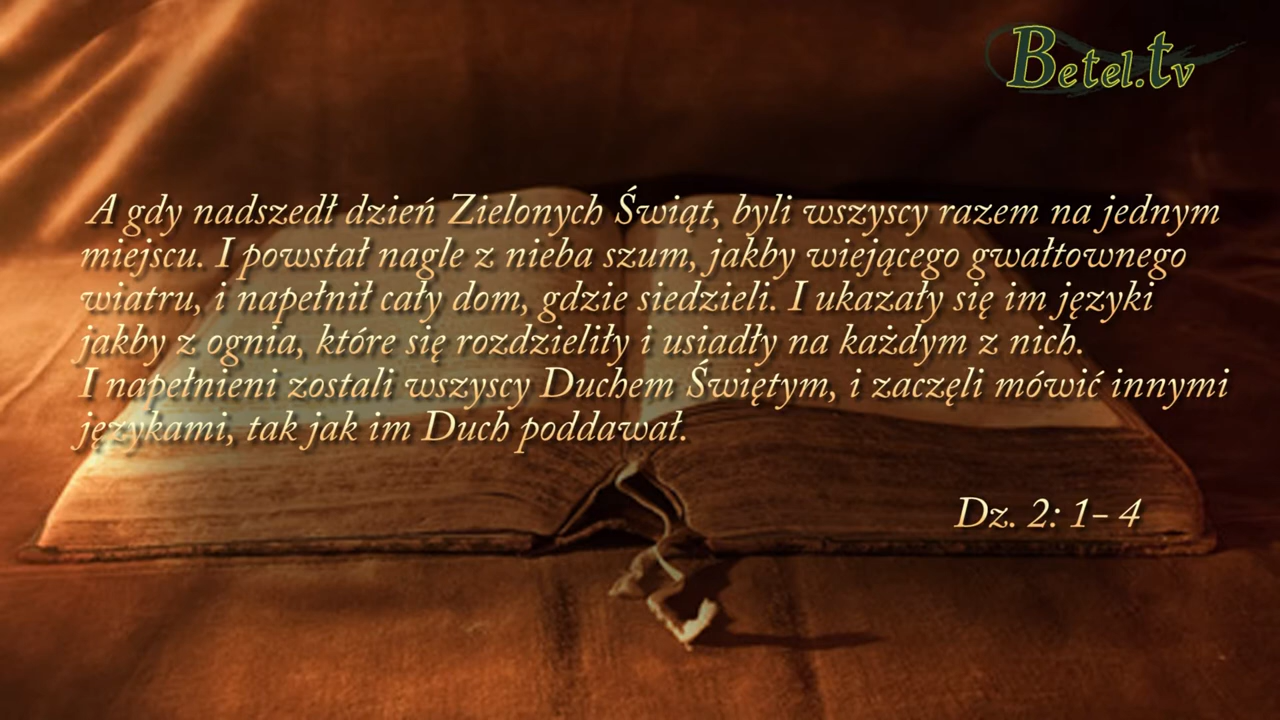 Betel.tv
A gdy nadszedł dzień Zielonych Świąt, byli wszyscy razem na jednym
miejscu. I powstał nagle z nieba szum, jakby wiejącego gwałtownego
wiatru, i napełnił cały dom, gdzie siedzieli. I ukazały się im języki
jakby z ognia, które się rozdzieliły i usiadły na każdym z nich.
I napełnieni zostali wszyscy Duchem Świętym, i zaczęli mówić innymi
językami, tak jak im Duch poddawał.
Dz. 2: 1- 4